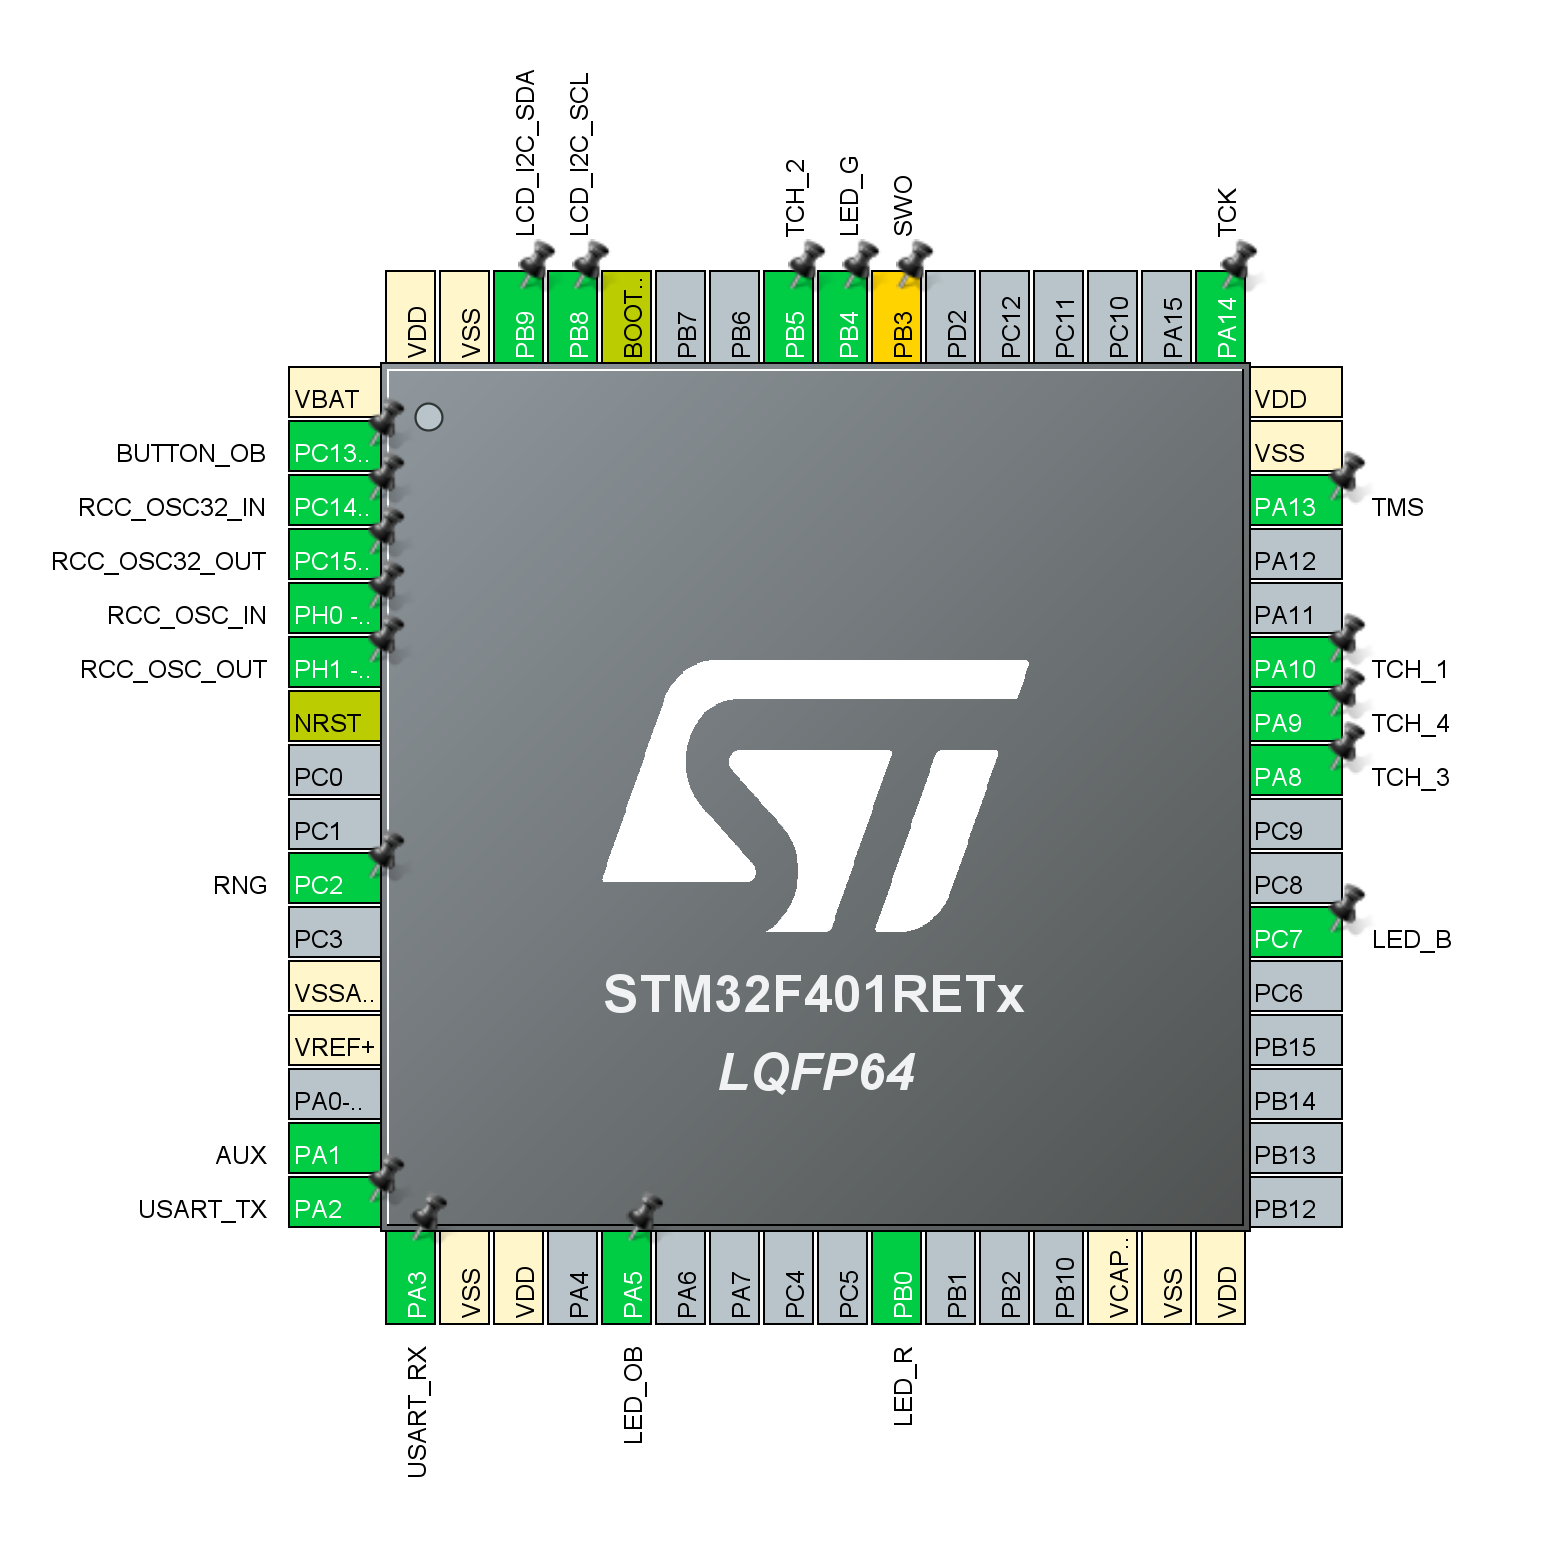 LCD_I2C_SDA
LCD_I2C_SCL
TCH_2
LED_G
SWO
TCK
VDD
VSS
PB9
PB8
BOOT..
PB7
PB6
PB5
PB4
PB3
PD2
PC12
PC11
PC10
PA15
PA14
VBAT
BUTTON_OB PC13..
RCC_OSC32_IN PC14..
RCC_OSC32_OUT PC15..
RCC_OSC_IN PH0 -..
RCC_OSC_OUT PH1 -..
NRST
PC0
PC1
RNG PC2
PC3
VSSA..
VREF+
PA0-..
AUX PA1
USART_TX PA2
ST
STM32F401RETx
LQFP64
VDD
VSS
PA13 TMS
PA12
PA11
PA10 TCH_1
PA9 TCH_4
PA8 TCH_3
PC9
PC8
PC7 LED_B
PC6
PB15
PB14
PB13
PB12
PA3
VSS
VDD
PA4
PA5
PA6
PA7
PC4
PC5
PB0
PB1
PB2
PB10
VCAP..
VSS
VDD
USART_RX
LED_OB
LED_R